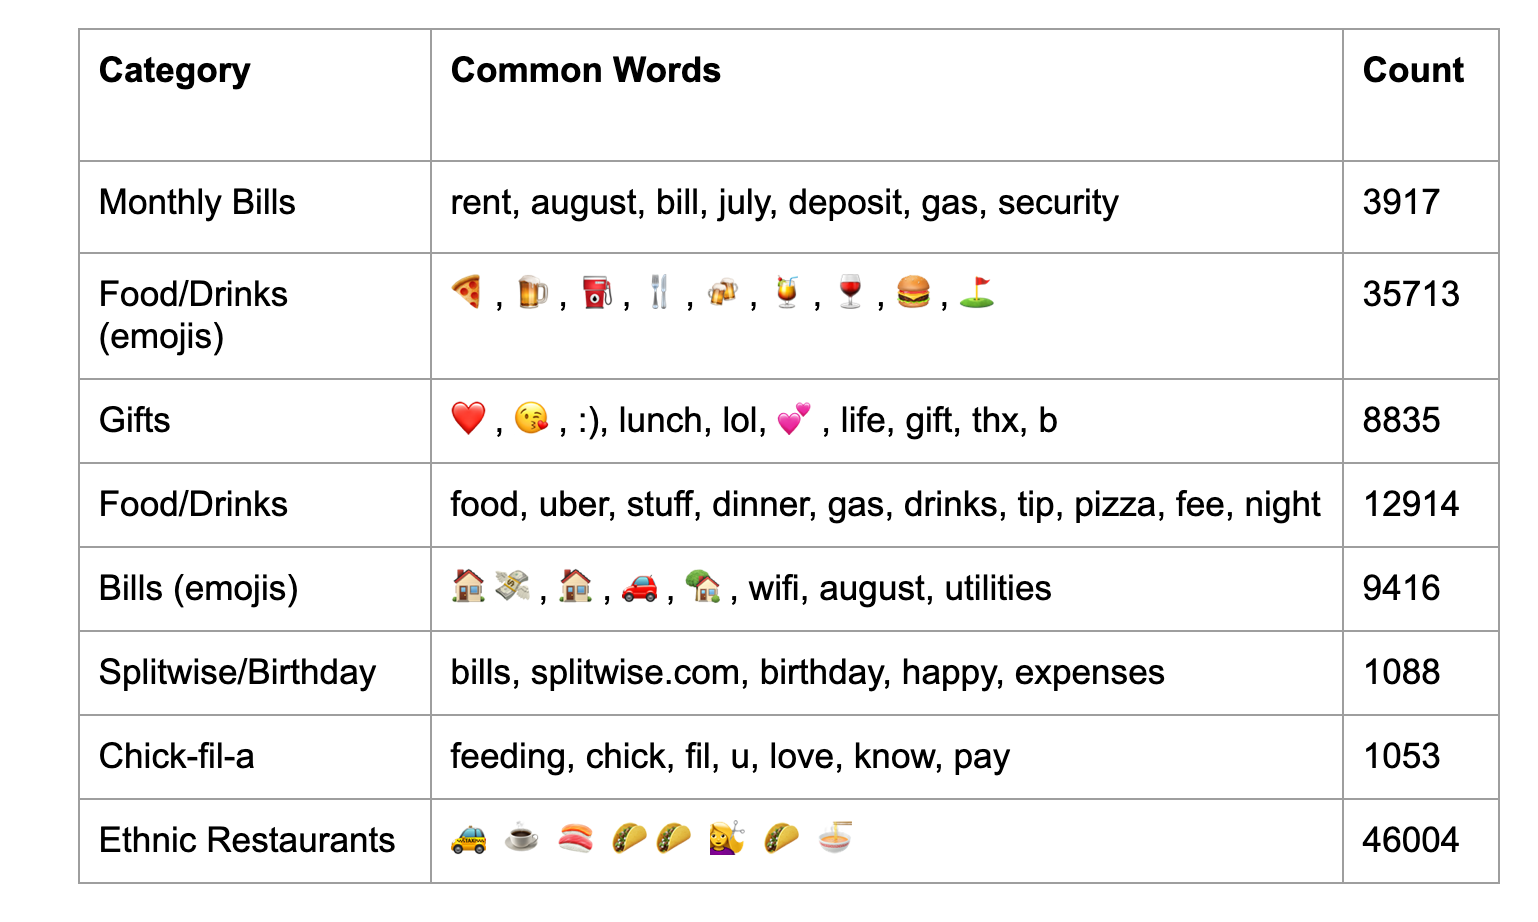 Category Common Words Count
Monthly Bills rent, august, bill, july, deposit, gas, security 3917
Food/Drinks 🍕 , 🍺 , ⛽ , 🍴 , 🍻 , 🍹 , 🍷 , 🍔 , ⛳ 35713
(emojis)
Gifts ❤️ , 😘 , :), lunch, lol, 💕 , life, gift, thx, b 8835
Food/Drinks food, uber, stuff, dinner, gas, drinks, tip, pizza, fee, night 12914
Bills (emojis) 🏠💸 , 🏠 , 🚗 , 🏡 , wifi, august, utilities 9416
Splitwise/Birthday bills, splitwise.com, birthday, happy, expenses 1088
Chick-fil-a feeding, chick, fil, u, love, know, pay 1053
Ethnic Restaurants 🚕 ☕ 🍣 🌮🌮 💇 🌮 🍜 46004